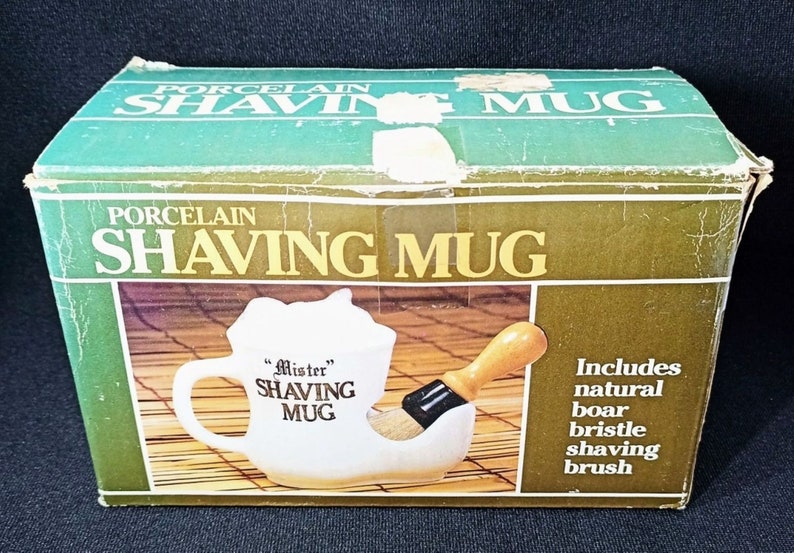 PORCELAIN
SHAVING MUG
PORCELAIN
SHAVING MUG
"Mister"
SHAVING
MUG
Includes
natural
boar
bristle
shaving
brush